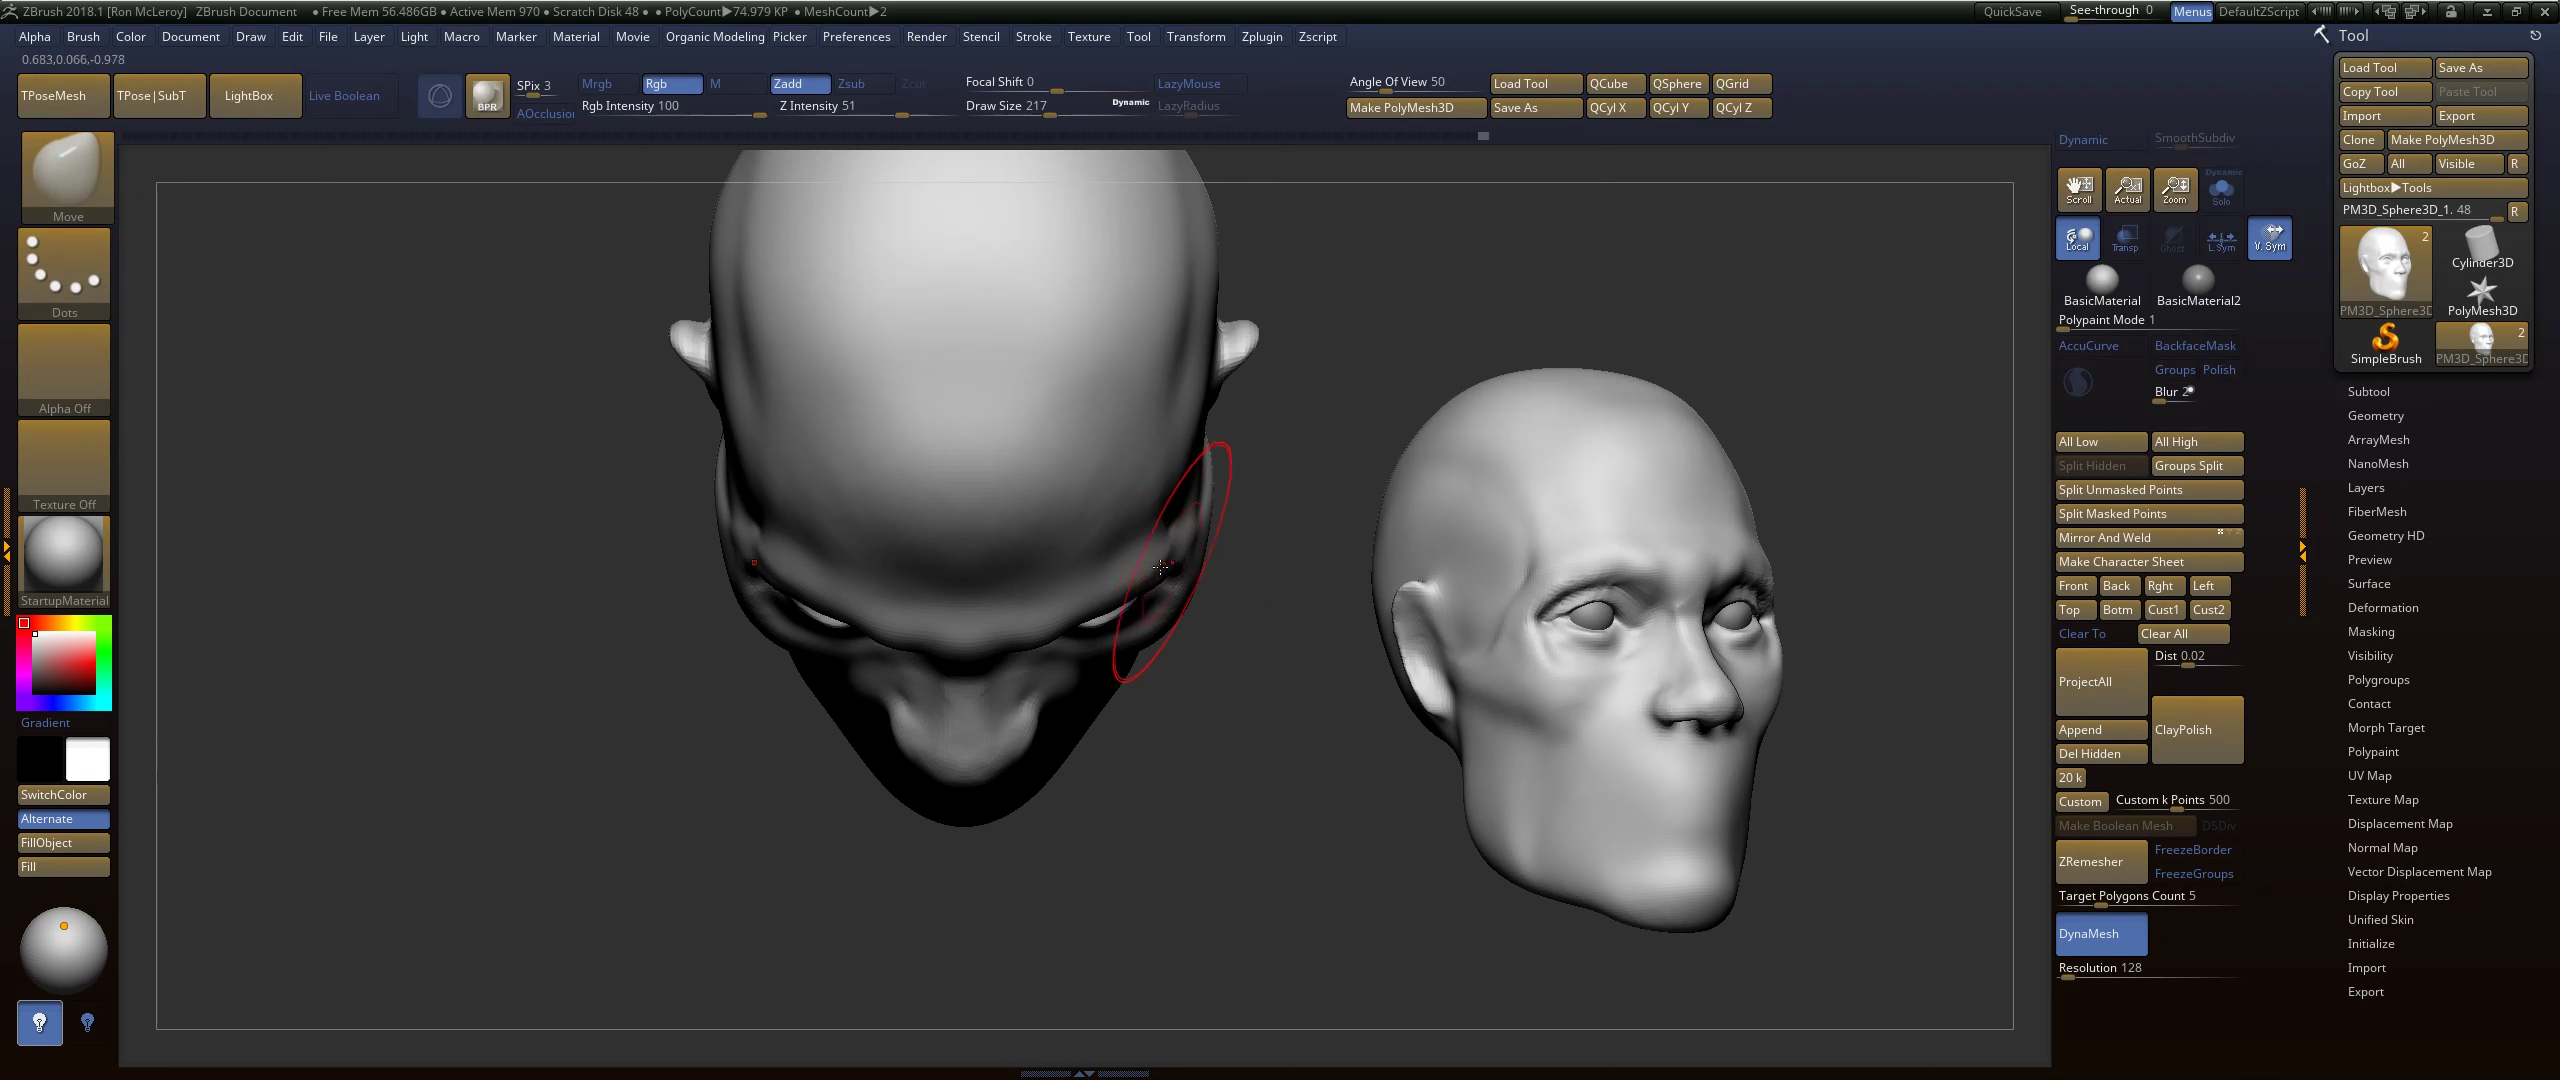 ZBrush 2018.1 [Ron McLeroy] ZBrush Document ● Free Mem 56.486GB ● Active Mem 970 ● Scratch Disk 48 ● ● PolyCount▶74.979 KP ● MeshCount▶2 QuickSave See-through 0 Menus DefaultZScript
Alpha Brush Color Document Draw Edit File Layer Light Macro Marker Material Movie Organic Modeling Picker Preferences Render Stencil Stroke Texture Tool Transform Zplugin Zscript
0.683,0.066,-0.978
TPoseMesh TPose|SubT LightBox Live Boolean
BPR
SPix 3
AOcclusion
Mrgb Rgb M Zadd Zsub Zcut
Rgb Intensity 100 Z Intensity 51
Focal Shift 0
Draw Size 217 Dynamic
LazyMouse
LazyRadius
Angle Of View 50 Load Tool QCube QSphere QGrid
Make PolyMesh3D Save As QCyl X QCyl Y QCyl Z
Move
Dots
Alpha Off
Texture Off
StartupMaterial
Gradient
SwitchColor
Alternate
FillObject
Fill
Dynamic SmoothSubdiv
Scroll Actual Zoom Dynamic Solo
Local Transp Ghost L.Sym V. Sym
BasicMaterial BasicMaterial2
Polypaint Mode 1
AccuCurve BackfaceMask
Groups Polish
Blur 2
All Low All High
Split Hidden Groups Split
Split Unmasked Points
Split Masked Points
Mirror And Weld
Make Character Sheet
Front Back Rght Left
Top Botm Cust1 Cust2
Clear To Clear All
ProjectAll Dist 0.02
Append ClayPolish
Del Hidden
20 k
Custom Custom k Points 500
Make Boolean Mesh DSDiv
ZRemesher FreezeBorder
FreezeGroups
Target Polygons Count 5
DynaMesh
Resolution 128
Tool
Load Tool Save As
Copy Tool Paste Tool
Import Export
Clone Make PolyMesh3D
GoZ All Visible R
Lightbox▶Tools
PM3D_Sphere3D_1. 48 R
2
Cylinder3D
PM3D_Sphere3D PolyMesh3D
2
SimpleBrush PM3D_Sphere3D
Subtool
Geometry
ArrayMesh
NanoMesh
Layers
FiberMesh
Geometry HD
Preview
Surface
Deformation
Masking
Visibility
Polygroups
Contact
Morph Target
Polypaint
UV Map
Texture Map
Displacement Map
Normal Map
Vector Displacement Map
Display Properties
Unified Skin
Initialize
Import
Export